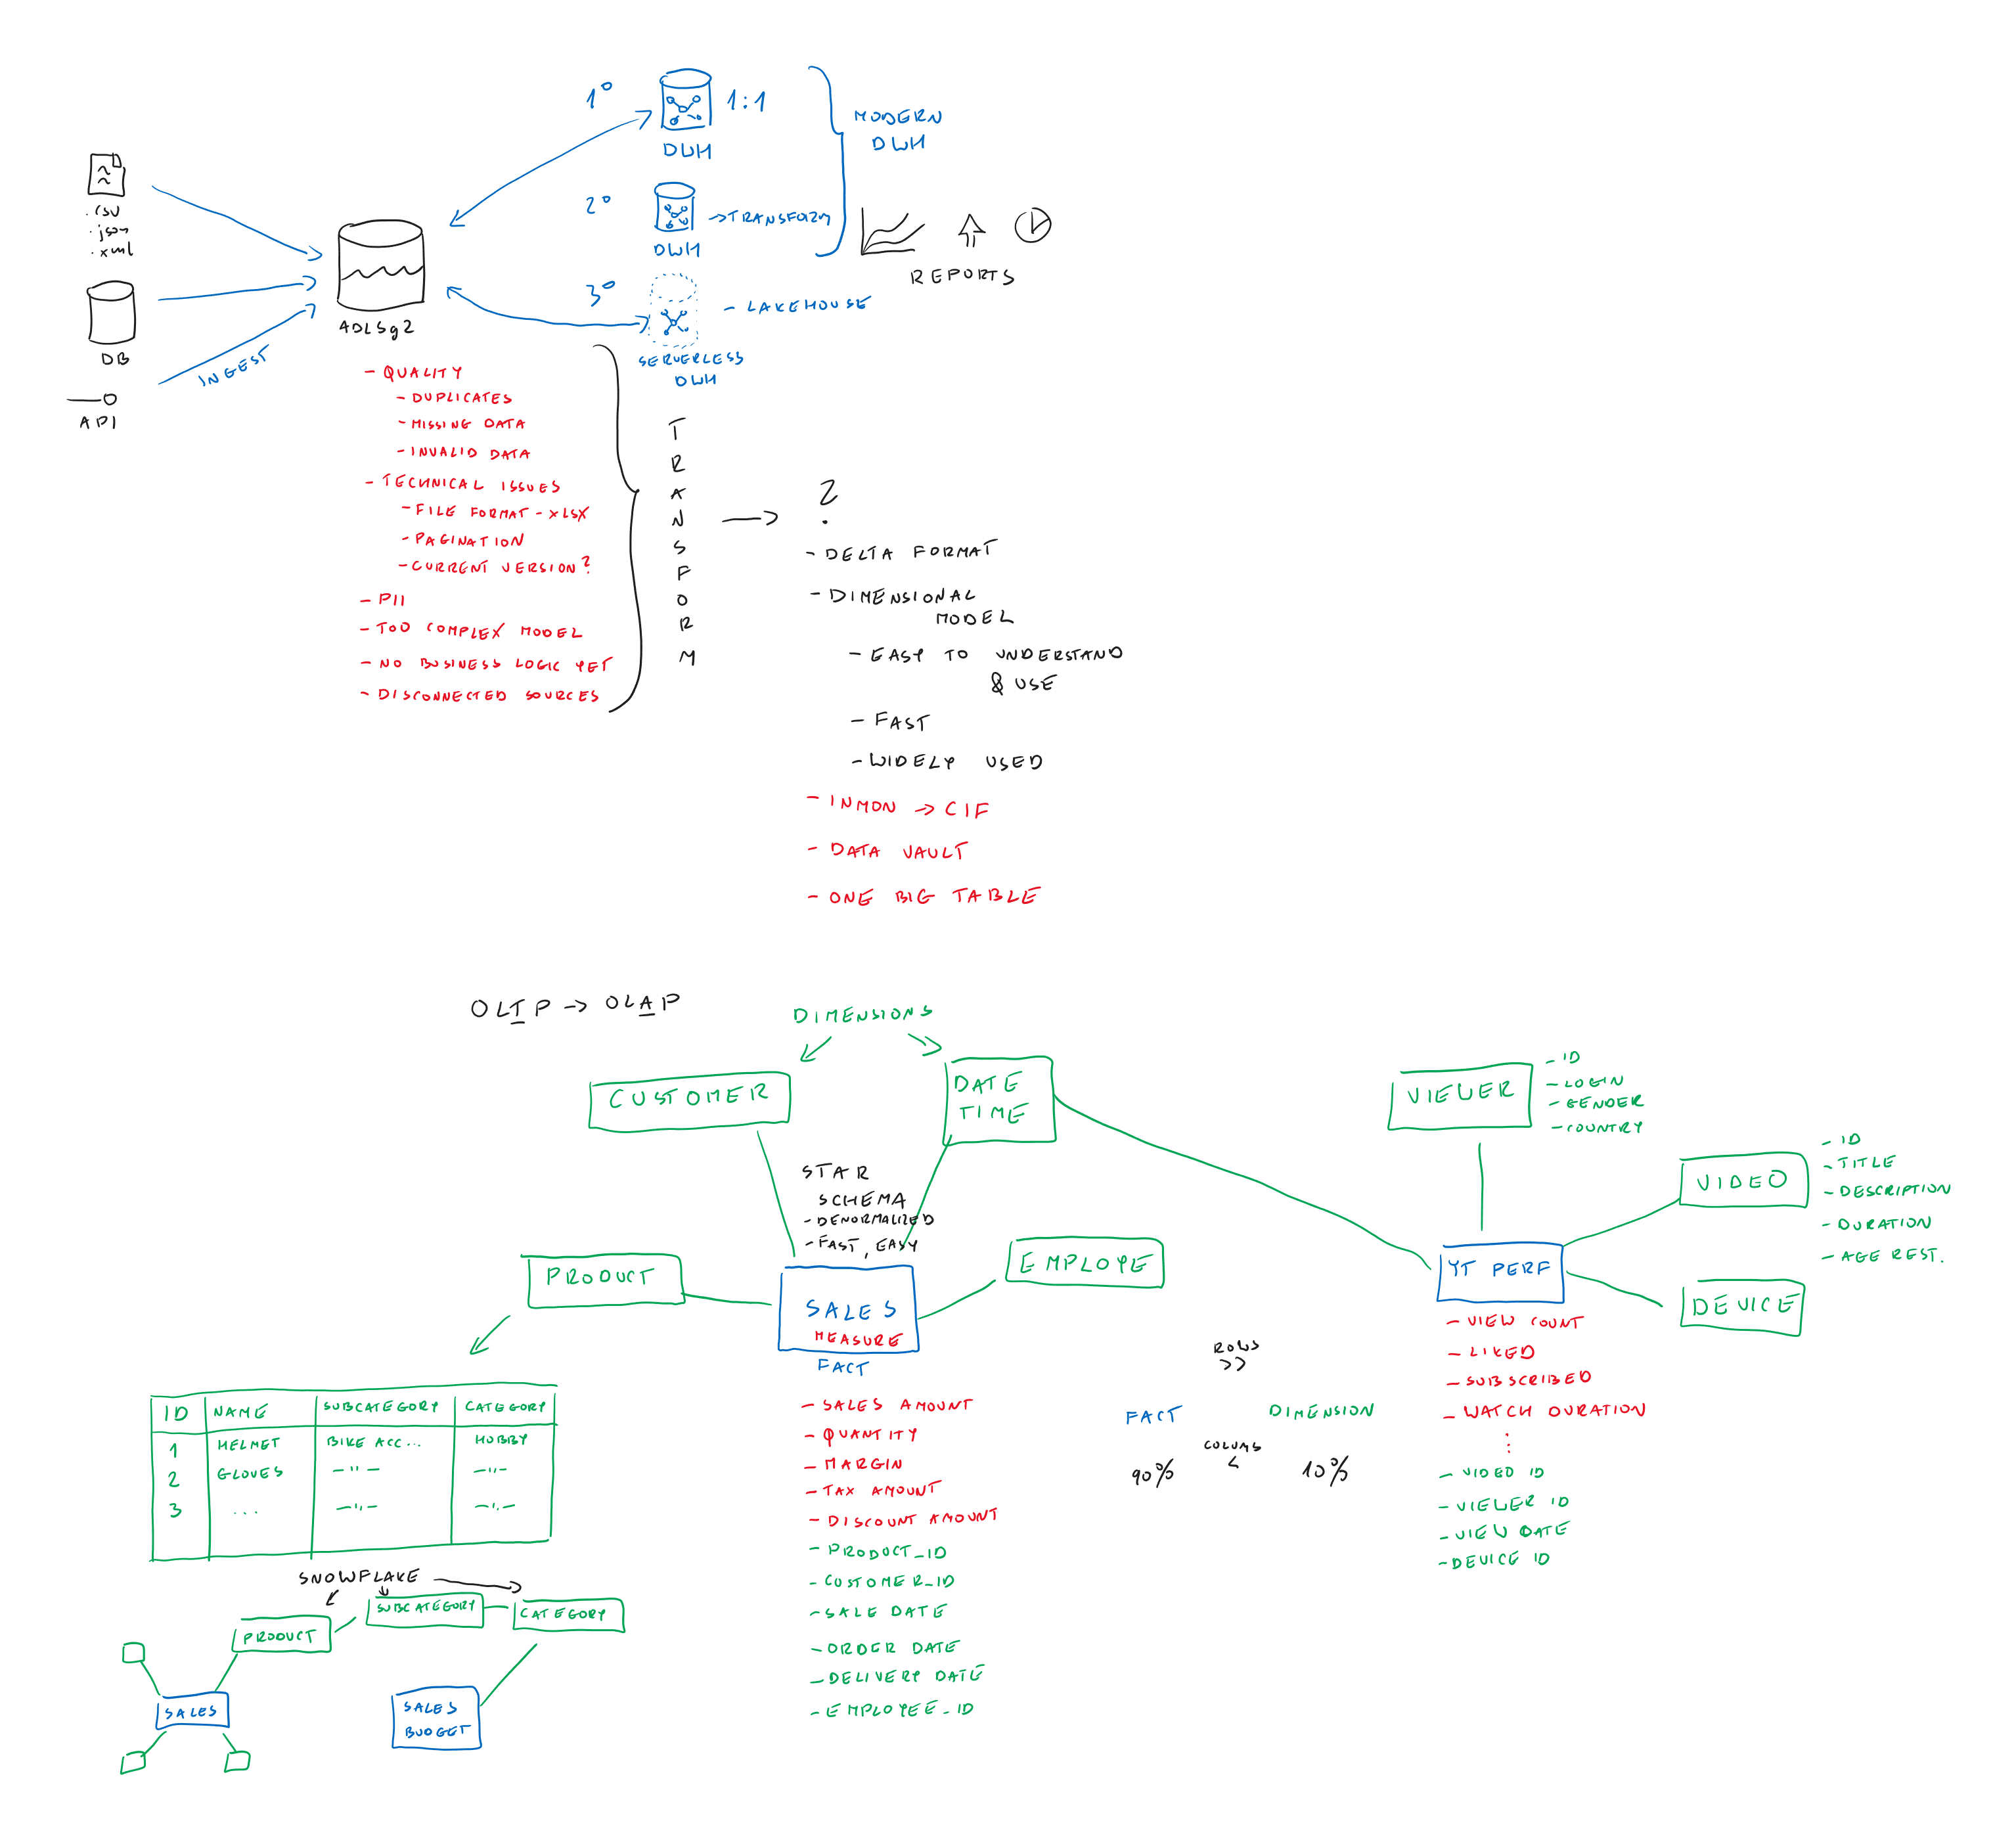 .csv
.json
.xml
DB
API
INGEST
ADLSg2
1°
1:1
DWH
2°
→TRANSFORM
DWH
3°
- LAKEHOUSE
SERVERLESS
DWH
MODERN
DWH
REPORTS
- QUALITY
- DUPLICATES
- MISSING DATA
- INVALID DATA
- TECHNICAL ISSUES
- FILE FORMAT - XLSX
- PAGINATION
- CURRENT VERSION?
- PII
- TOO COMPLEX MODEL
- NO BUSINESS LOGIC YET
- DISCONNECTED SOURCES
T
R
A
N
S
F
O
R
M
?
- DELTA FORMAT
- DIMENSIONAL
MODEL
- EASY TO UNDERSTAND
& USE
- FAST
- WIDELY USED
- INMON → CIF
- DATA VAULT
- ONE BIG TABLE
OLTP → OLAP
DIMENSIONS
CUSTOMER
DATE
TIME
STAR
SCHEMA
- DENORMALIZED
- FAST, EASY
PRODUCT
EMPLOYE
SALES
MEASURE
FACT
- SALES AMOUNT
- QUANTITY
- MARGIN
- TAX AMOUNT
- DISCOUNT AMOUNT
- PRODUCT_ID
- CUSTOMER_ID
- SALE DATE
- ORDER DATE
- DELIVERY DATE
- EMPLOYEE_ID
ID NAME SUBCATEGORY CATEGORY
1 HELMET BIKE ACC... HOBBY
2 GLOVES -"- -"-
3 ... -"- -"-
SNOWFLAKE
PRODUCT
SUBCATEGORY
CATEGORY
SALES
SALES
BUDGET
ROWS
>>
FACT
DIMENSION
COLUMS
<
90%
10%
VIEWER
- ID
- LOGIN
- GENDER
- COUNTRY
VIDEO
- ID
- TITLE
- DESCRIPTION
- DURATION
- AGE REST.
YT PERF
DEVICE
- VIEW COUNT
- LIKED
- SUBSCRIBED
- WATCH DURATION
- VIDEO ID
- VIEWER ID
- VIEW DATE
- DEVICE ID